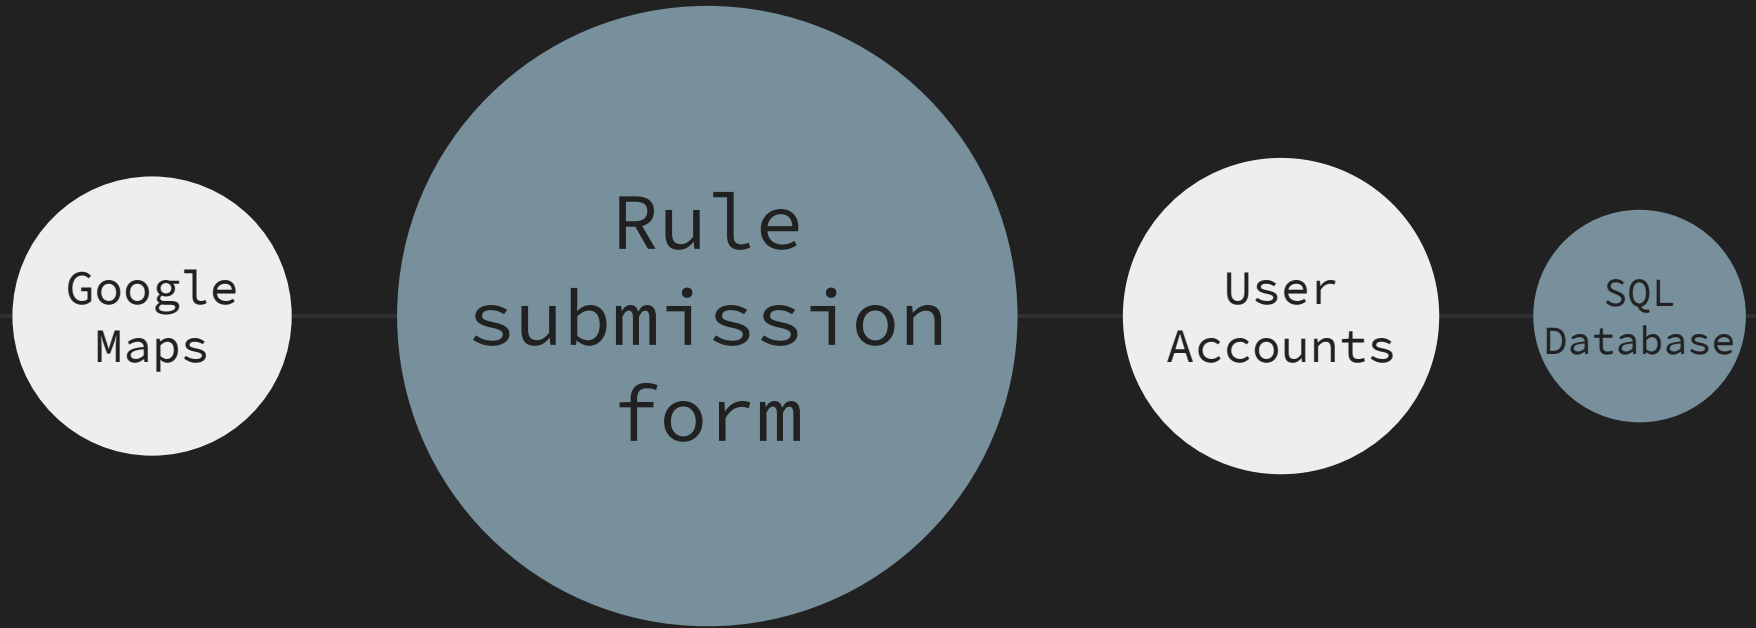 Google
Maps
Rule
submission
form
User
Accounts
SQL
Database